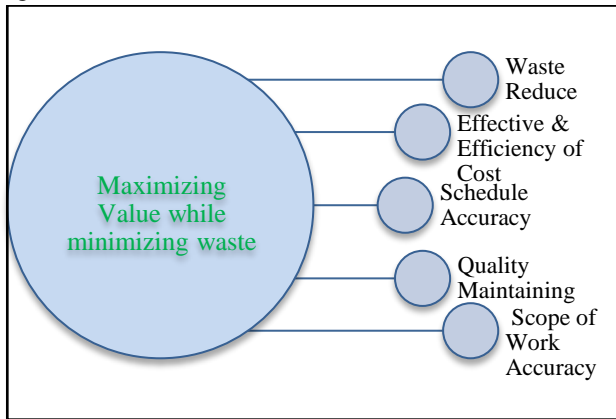 Maximizing
Value while
minimizing waste
Waste
Reduce
Effective &
Efficiency of
Cost
Schedule
Accuracy
Quality
Maintaining
Scope of
Work
Accuracy